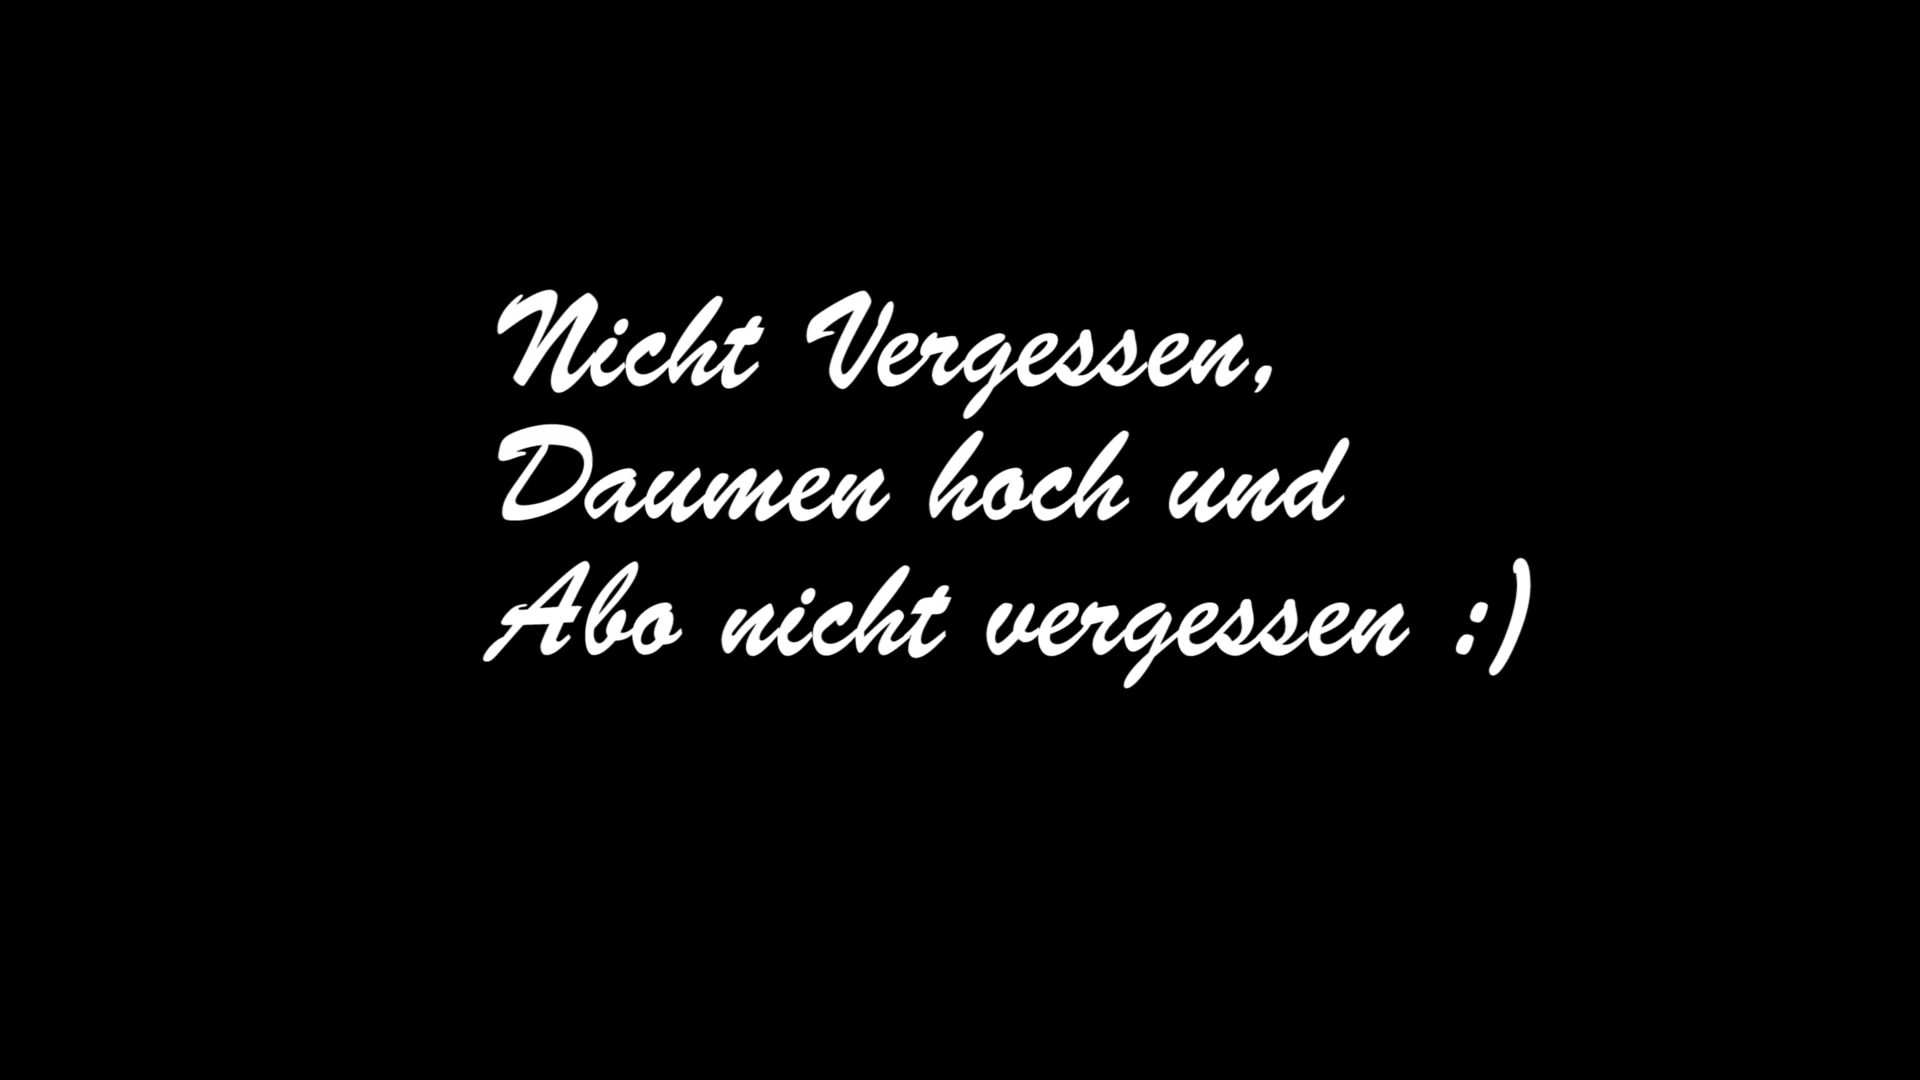 Nicht Vergessen,
Daumen hoch und
Abo nicht vergessen :)